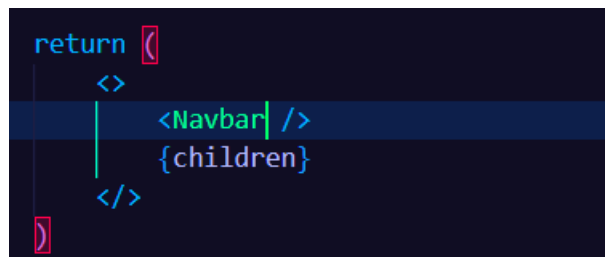 return (
<>
<Navbar />
{children}
</>
)